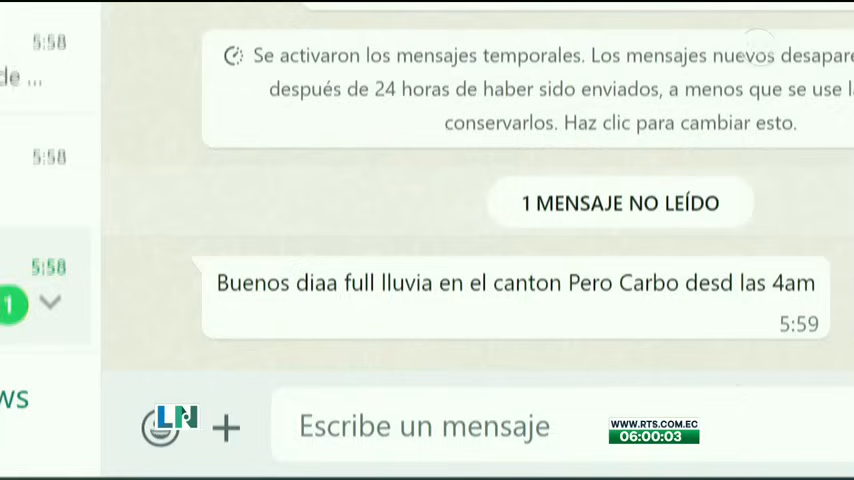 5:58
de ...
5:58
5:58
1
WS
Se activaron los mensajes temporales. Los mensajes nuevos desapare
después de 24 horas de haber sido enviados, a menos que se use l
conservarlos. Haz clic para cambiar esto.
1 MENSAJE NO LEÍDO
Buenos diaa full lluvia en el canton Pero Carbo desd las 4am
5:59
Escribe un mensaje
LN
WWW.RTS.COM.EC
06:00:03